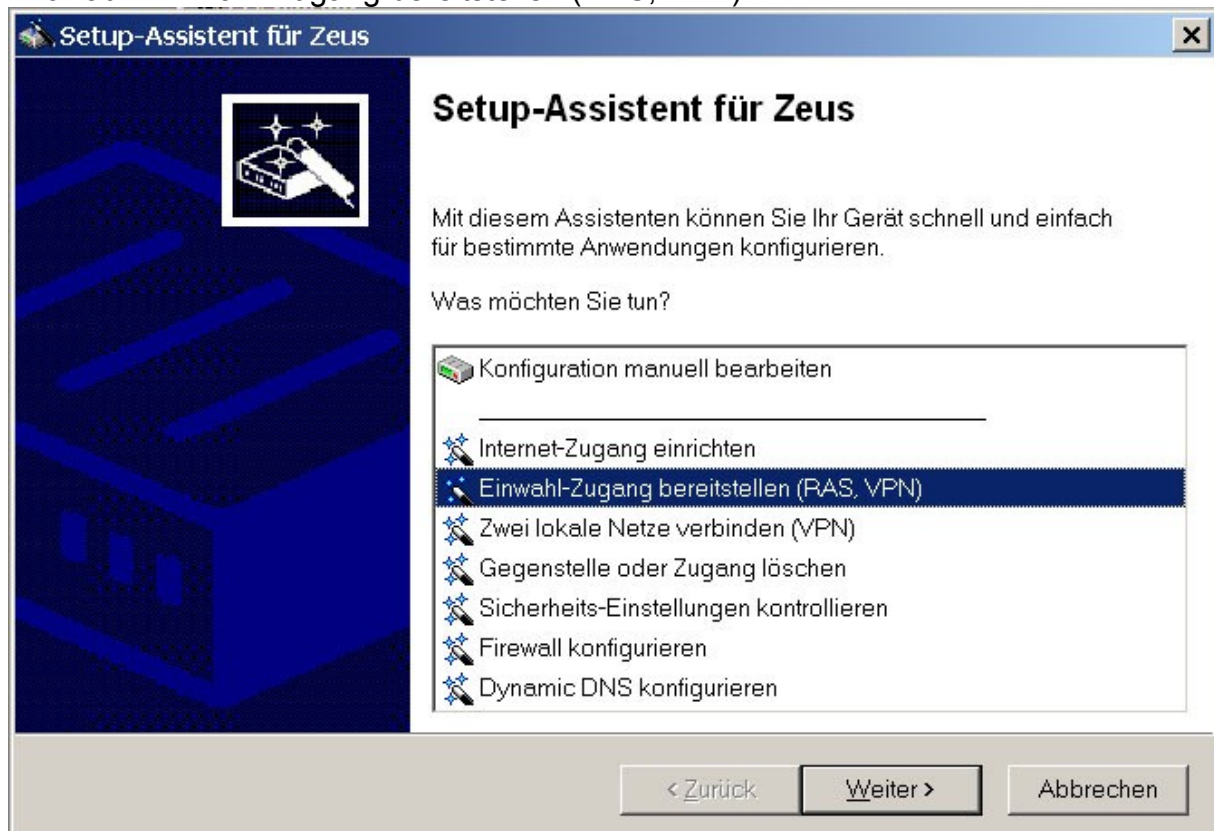 Setup-Assistent für Zeus
Setup-Assistent für Zeus
Mit diesem Assistenten können Sie Ihr Gerät schnell und einfach
für bestimmte Anwendungen konfigurieren.
Was möchten Sie tun?
Konfiguration manuell bearbeiten
Internet-Zugang einrichten
Einwahl-Zugang bereitstellen (RAS, VPN)
Zwei lokale Netze verbinden (VPN)
Gegenstelle oder Zugang löschen
Sicherheits-Einstellungen kontrollieren
Firewall konfigurieren
Dynamic DNS konfigurieren
< Zurück Weiter > Abbrechen